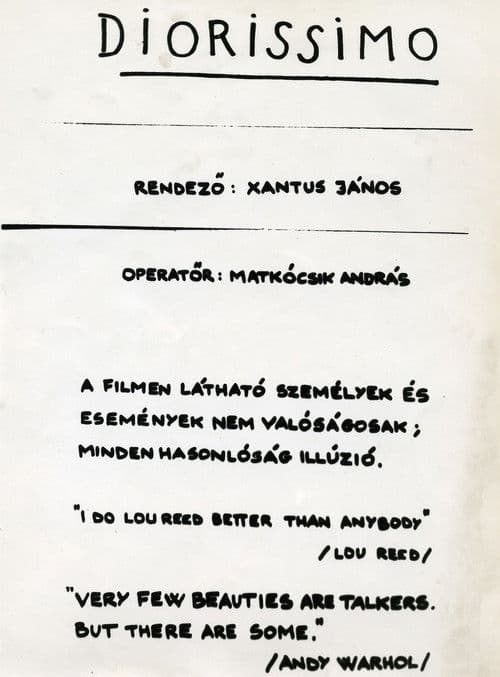 DiORiSSiMO
RENDEZŐ: XANTUS JÁNOS
OPERATŐR: MATKÓCSIK ANDRÁS
A FILMEN LÁTHATÓ SZEMÉLYEK ÉS
ESEMÉNYEK NEM VALÓSÁGOSAK;
MINDEN HASONLÓSÁG ILLÚZIÓ.
"I DO LOU REED BETTER THAN ANYBODY"
/LOU REED/
"VERY FEW BEAUTIES ARE TALKERS.
BUT THERE ARE SOME."
/ANDY WARHOL/